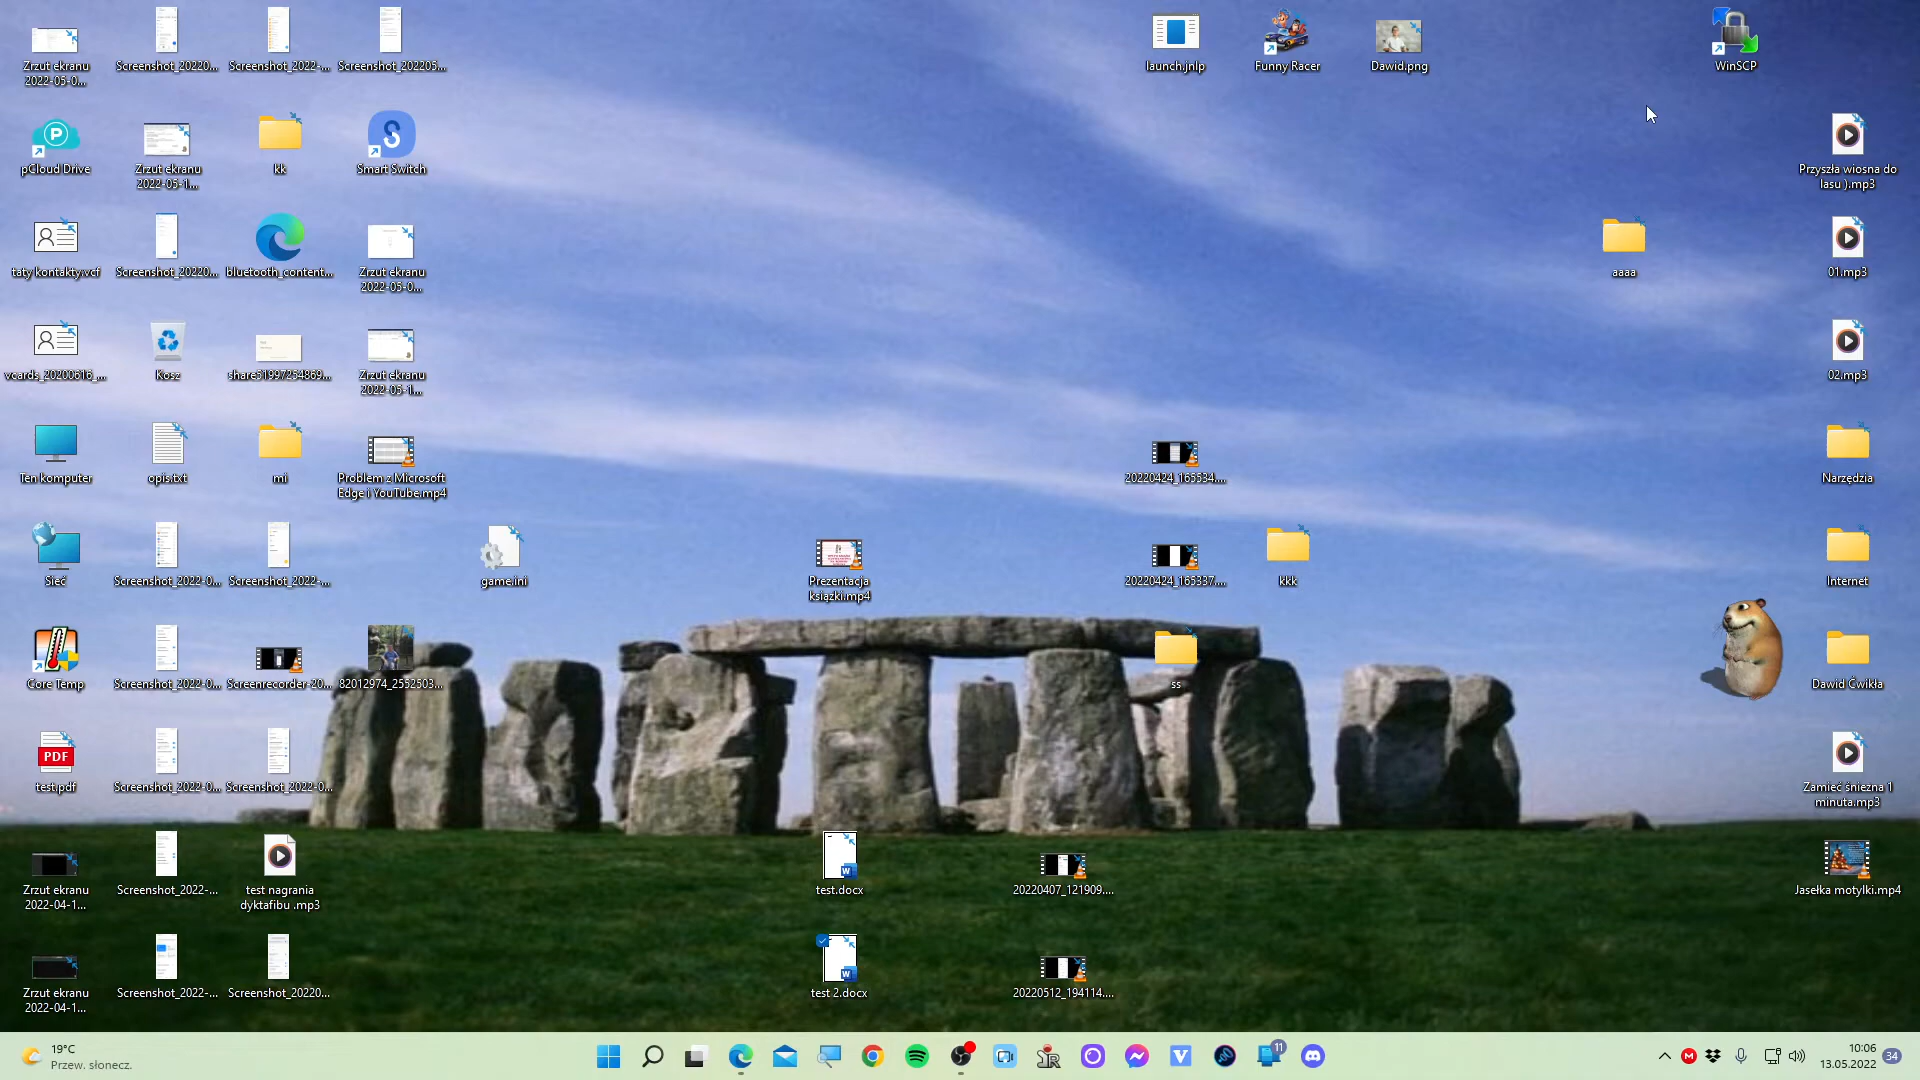 Zrzut ekranu
2022-05-0...
Screenshot_20220...
Screenshot_2022-...
Screenshot_202205...
launch.jnlp
Funny Racer
Dawid.png
WinSCP
pCloud Drive
Zrzut ekranu
2022-05-1...
kk
Smart Switch
Przyszła wiosna do
lasu ).mp3
taty kontakty.vcf
Screenshot_20220...
bluetooth_content...
Zrzut ekranu
2022-05-0...
aaaa
01.mp3
vcards_20200616_...
Kosz
share51997254869...
Zrzut ekranu
2022-05-1...
02.mp3
Ten komputer
opis.txt
mi
Problem z Microsoft
Edge i YouTube.mp4
20220424_165534....
Narzędzia
Sieć
Screenshot_2022-0...
Screenshot_2022-...
game.ini
Prezentacja
książki.mp4
20220424_165337....
kkk
Internet
Core Temp
Screenshot_2022-0...
Screenrecorder-20...
82012974_2552503...
ss
Dawid Ćwikła
PDF
test.pdf
Screenshot_2022-0...
Screenshot_2022-0...
Zamieć śniezna 1
minuta.mp3
Zrzut ekranu
2022-04-1...
Screenshot_2022-...
test nagrania
dyktafibu .mp3
test.docx
20220407_121909....
Jasełka motylki.mp4
Zrzut ekranu
2022-04-1...
Screenshot_2022-...
Screenshot_20220...
test 2.docx
20220512_194114....
19°C
Przew. słonecz.
11
10:06
13.05.2022
34